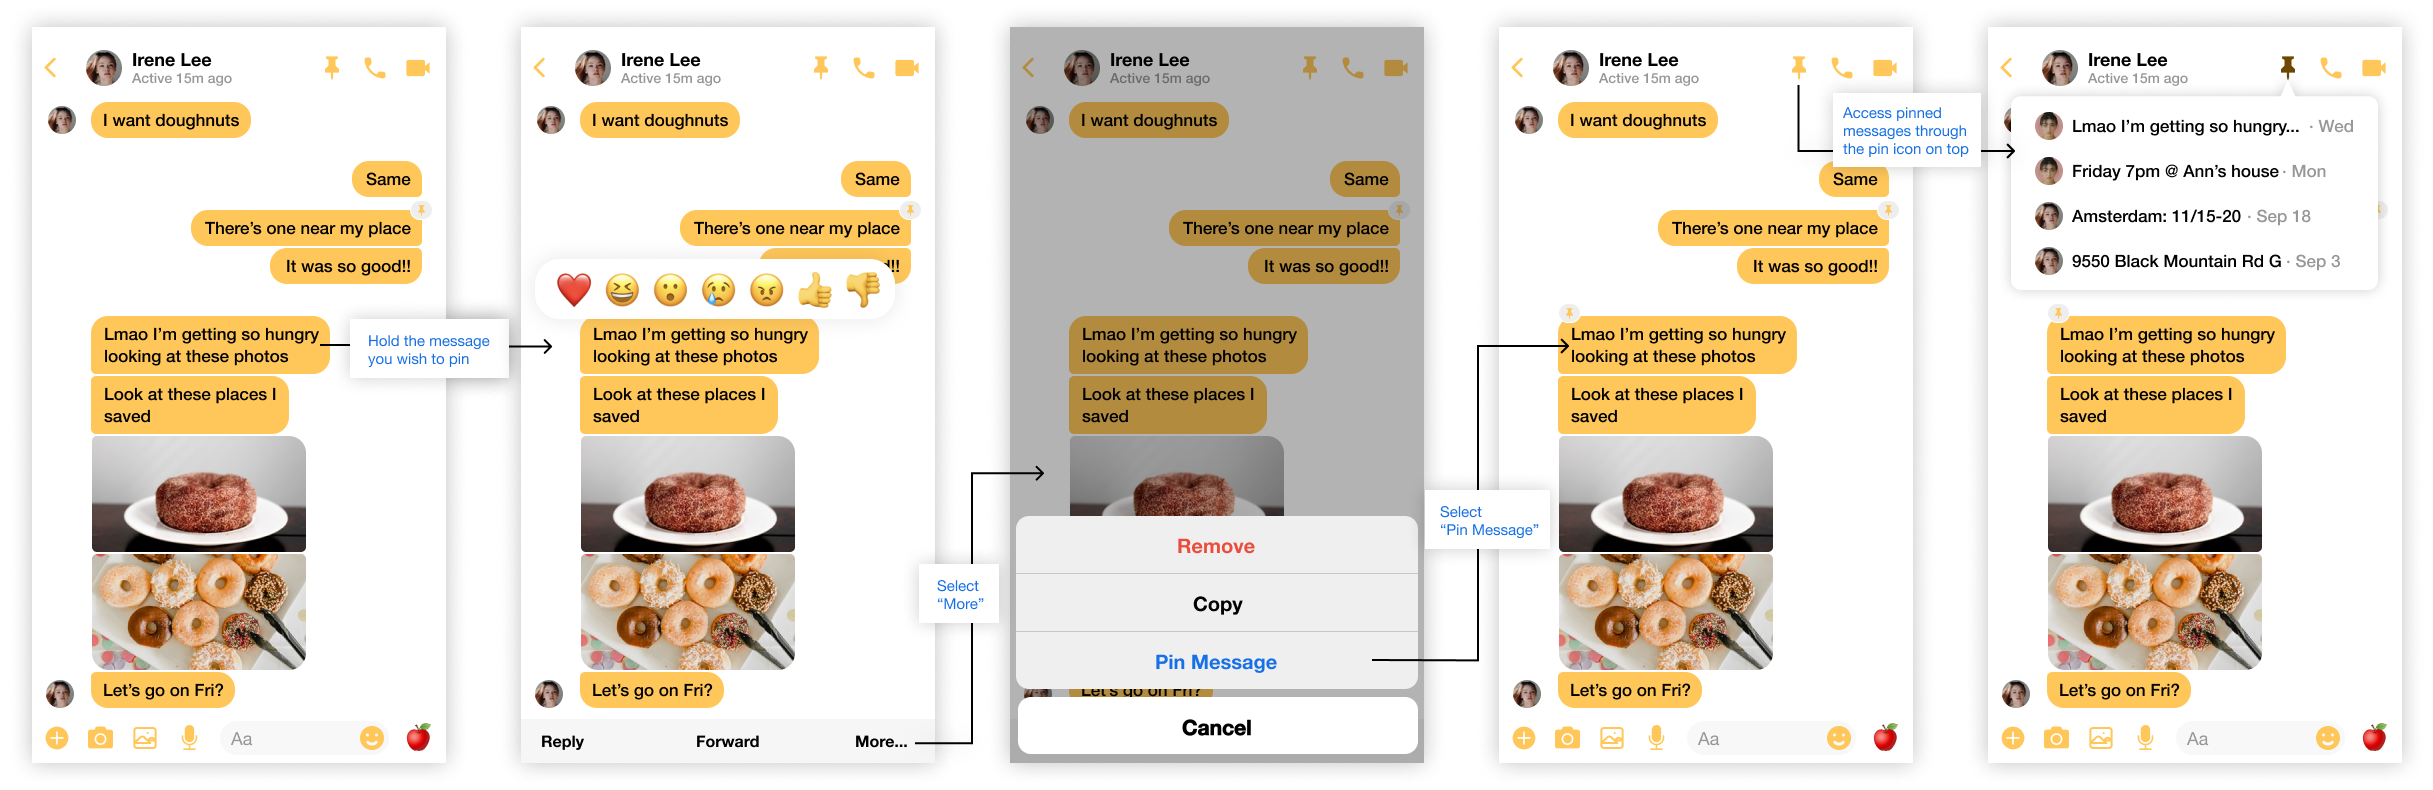 Irene Lee
Active 15m ago
I want doughnuts
Same
There's one near my place
It was so good!!
Lmao I'm getting so hungry
looking at these photos
Look at these places I
saved
Let's go on Fri?
Aa
Hold the message
you wish to pin
Irene Lee
Active 15m ago
I want doughnuts
Same
There's one near my place
d!!
Lmao I'm getting so hungry
looking at these photos
Look at these places I
saved
Let's go on Fri?
Reply Forward More...
Select
“More”
Irene Lee
Active 15m ago
I want doughnuts
Same
There's one near my place
It was so good!!
Lmao I'm getting so hungry
looking at these photos
Look at these places I
saved
Remove
Copy
Pin Message
Let's go on Fri?
Cancel
Select
“Pin Message”
Irene Lee
Active 15m ago
I want doughnuts
Same
There's one near my place
It was so good!!
Lmao I'm getting so hungry
looking at these photos
Look at these places I
saved
Let's go on Fri?
Aa
Access pinned
messages through
the pin icon on top
Irene Lee
Active 15m ago
Lmao I'm getting so hungry... · Wed
Friday 7pm @ Ann's house · Mon
Amsterdam: 11/15-20 · Sep 18
9550 Black Mountain Rd G · Sep 3
Lmao I'm getting so hungry
looking at these photos
Look at these places I
saved
Let's go on Fri?
Aa